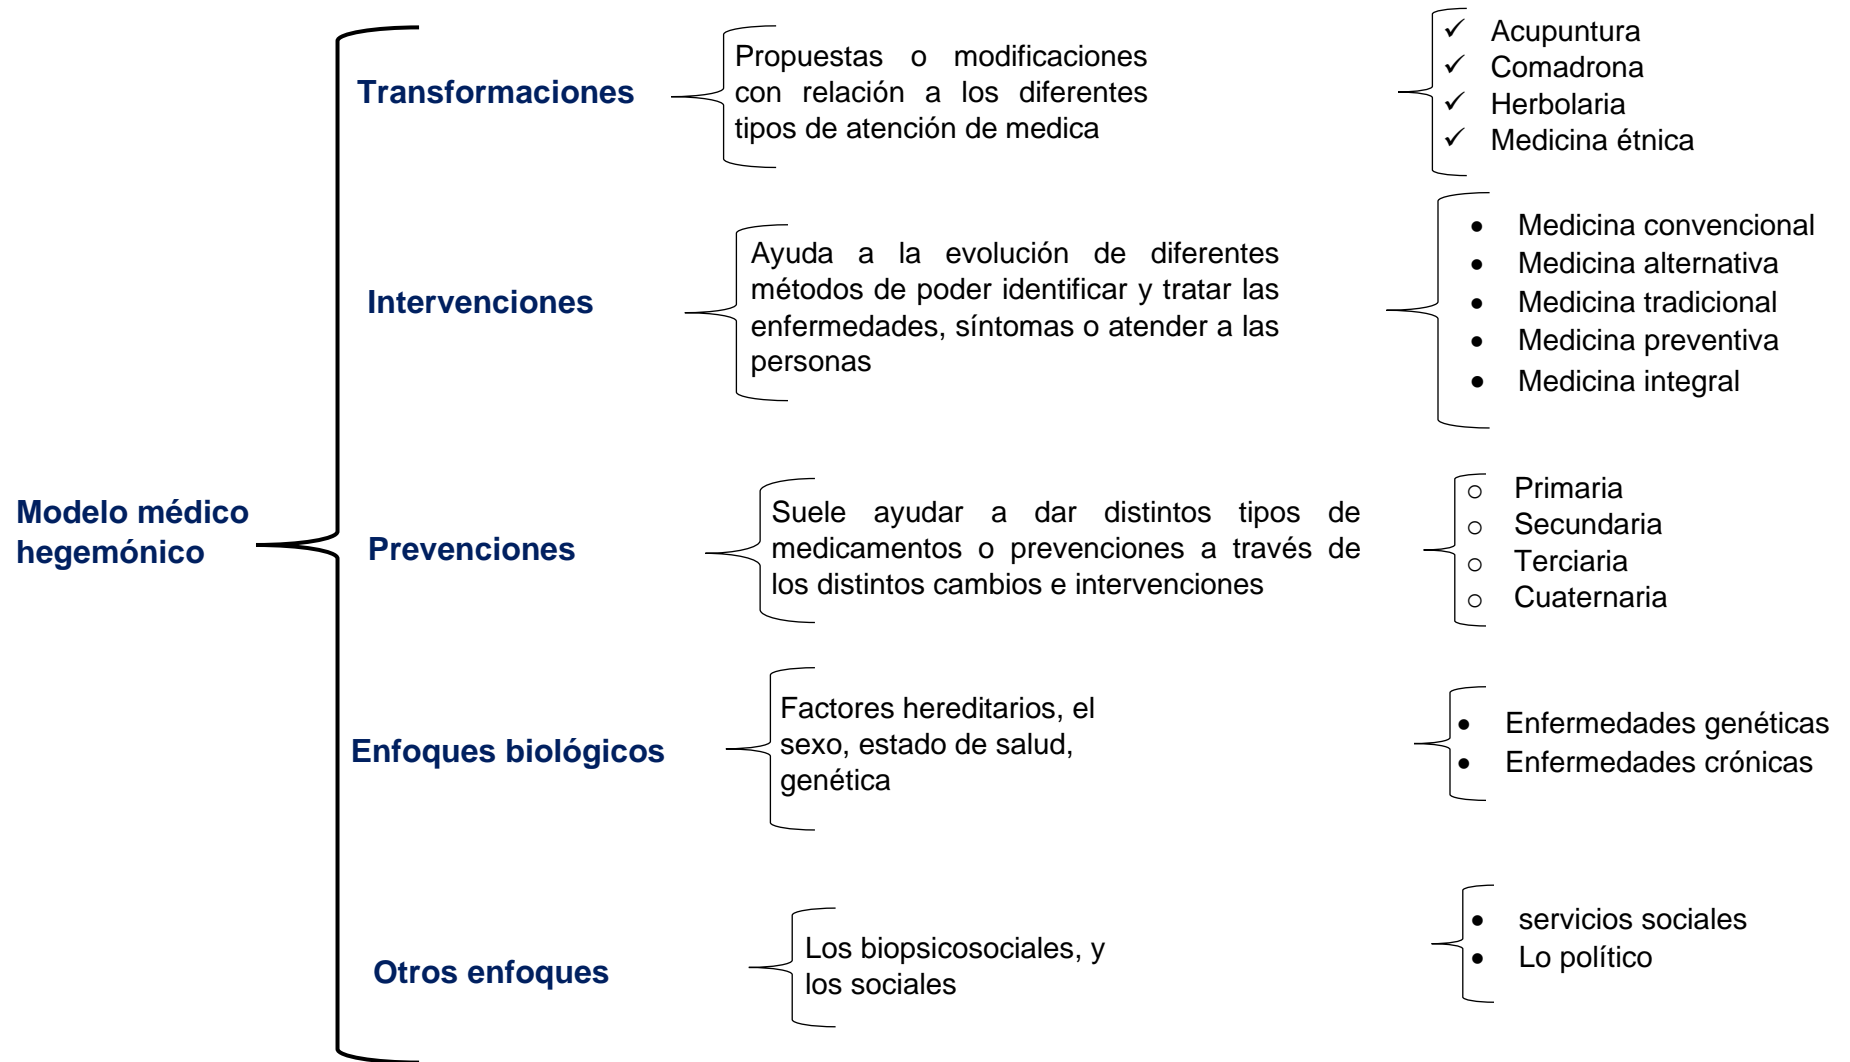 Modelo médico
hegemónico
Transformaciones
Propuestas o modificaciones
con relación a los diferentes
tipos de atención de medica
✓ Acupuntura
✓ Comadrona
✓ Herbolaria
✓ Medicina étnica
Intervenciones
Ayuda a la evolución de diferentes
métodos de poder identificar y tratar las
enfermedades, síntomas o atender a las
personas
• Medicina convencional
• Medicina alternativa
• Medicina tradicional
• Medicina preventiva
• Medicina integral
Prevenciones
Suele ayudar a dar distintos tipos de
medicamentos o prevenciones a través de
los distintos cambios e intervenciones
o Primaria
o Secundaria
o Terciaria
o Cuaternaria
Enfoques biológicos
Factores hereditarios, el
sexo, estado de salud,
genética
• Enfermedades genéticas
• Enfermedades crónicas
Otros enfoques
Los biopsicosociales, y
los sociales
• servicios sociales
• Lo político